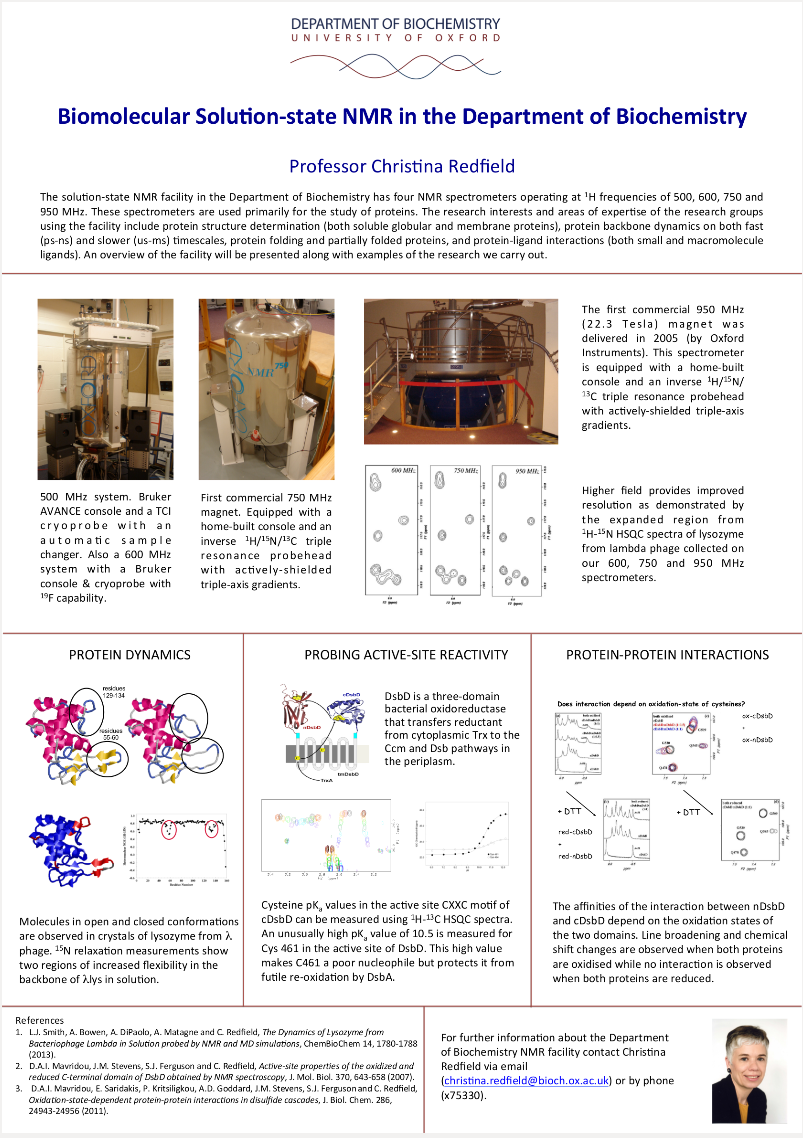 DEPARTMENT OF BIOCHEMISTRY
UNIVERSITY OF OXFORD
Biomolecular Solution-state NMR in the Department of Biochemistry
Professor Christina Redfield
The solution-state NMR facility in the Department of Biochemistry has four NMR spectrometers operating at ¹H frequencies of 500, 600, 750 and
950 MHz. These spectrometers are used primarily for the study of proteins. The research interests and areas of expertise of the research groups
using the facility include protein structure determination (both soluble globular and membrane proteins), protein backbone dynamics on both fast
(ps-ns) and slower (us-ms) timescales, protein folding and partially folded proteins, and protein-ligand interactions (both small and macromolecule
ligands). An overview of the facility will be presented along with examples of the research we carry out.
NMR 750
The first commercial 950 MHz
(22.3 Tesla) magnet was
delivered in 2005 (by Oxford
Instruments). This spectrometer
is equipped with a home-built
console and an inverse ¹H/¹⁵N/
¹³C triple resonance probehead
with actively-shielded triple-axis
gradients.
500 MHz system. Bruker
AVANCE console and a TCI
cryoprobe with an
automatic sample
changer. Also a 600 MHz
system with a Bruker
console & cryoprobe with
¹⁹F capability.
First commercial 750 MHz
magnet. Equipped with a
home-built console and an
inverse ¹H/¹⁵N/¹³C triple
resonance probehead
with actively-shielded
triple-axis gradients.
600 MHz
750 MHz
950 MHz
Higher field provides improved
resolution as demonstrated by
the expanded region from
¹H-¹⁵N HSQC spectra of lysozyme
from lambda phage collected on
our 600, 750 and 950 MHz
spectrometers.
PROTEIN DYNAMICS
residues
129-134
residues
55-60
Residue Number
Molecules in open and closed conformations
are observed in crystals of lysozyme from λ
phage. ¹⁵N relaxation measurements show
two regions of increased flexibility in the
backbone of λlys in solution.
PROBING ACTIVE-SITE REACTIVITY
cDsbD
nDsbD
tmDsbD
TrxA
DsbD is a three-domain
bacterial oxidoreductase
that transfers reductant
from cytoplasmic Trx to the
Ccm and Dsb pathways in
the periplasm.
Cysteine pKₐ values in the active site CXXC motif of
cDsbD can be measured using ¹H-¹³C HSQC spectra.
An unusually high pKₐ value of 10.5 is measured for
Cys 461 in the active site of DsbD. This high value
makes C461 a poor nucleophile but protects it from
futile re-oxidation by DsbA.
PROTEIN-PROTEIN INTERACTIONS
Does interaction depend on oxidation-state of cysteines?
ox-cDsbD
+
ox-nDsbD
+ DTT
+ DTT
red-cDsbD
+
red-nDsbD
The affinities of the interaction between nDsbD
and cDsbD depend on the oxidation states of
the two domains. Line broadening and chemical
shift changes are observed when both proteins
are oxidised while no interaction is observed
when both proteins are reduced.
References
1. L.J. Smith, A. Bowen, A. DiPaolo, A. Matagne and C. Redfield, The Dynamics of Lysozyme from
Bacteriophage Lambda in Solution probed by NMR and MD simulations, ChemBioChem 14, 1780-1788
(2013).
2. D.A.I. Mavridou, J.M. Stevens, S.J. Ferguson and C. Redfield, Active-site properties of the oxidized and
reduced C-terminal domain of DsbD obtained by NMR spectroscopy, J. Mol. Biol. 370, 643-658 (2007).
3. D.A.I. Mavridou, E. Saridakis, P. Kritsiligkou, A.D. Goddard, J.M. Stevens, S.J. Ferguson and C. Redfield,
Oxidation-state-dependent protein-protein interactions in disulfide cascades, J. Biol. Chem. 286,
24943-24956 (2011).
For further information about the Department
of Biochemistry NMR facility contact Christina
Redfield via email
(christina.redfield@bioch.ox.ac.uk) or by phone
(x75330).